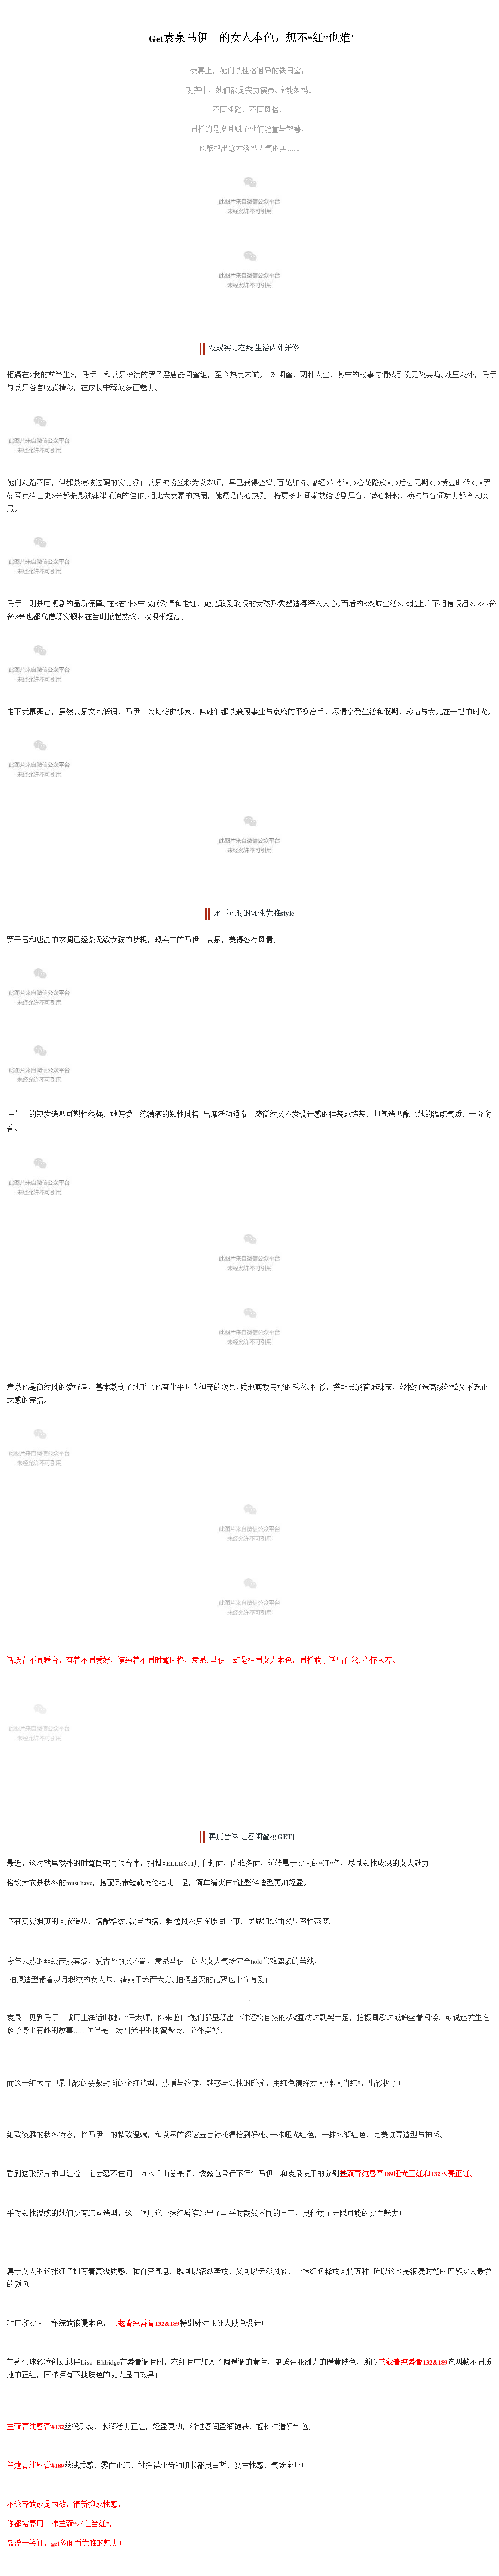 Get袁泉马伊 的女人本色，想不“红”也难！
荧幕上，她们是性格迥异的铁闺蜜；
现实中，她们都是实力演员、全能妈妈。
不同戏路，不同风格，
同样的是岁月赋予她们能量与智慧，
也酝酿出愈发淡然大气的美……
此图片来自微信公众平台
未经允许不可引用
此图片来自微信公众平台
未经允许不可引用
双双实力在线 生活内外兼修
相遇在《我的前半生》，马伊 和袁泉扮演的罗子君唐晶闺蜜组，至今热度未减。一对闺蜜，两种人生，其中的故事与情感引发无数共鸣。戏里戏外，马伊
与袁泉各自收获精彩，在成长中释放多面魅力。
此图片来自微信公众平台
未经允许不可引用
她们戏路不同，但都是演技过硬的实力派！袁泉被粉丝称为袁老师，早已获得金鸡、百花加持。曾经《如梦》、《心花路放》、《后会无期》、《黄金时代》、《罗
曼蒂克消亡史》等都是影迷津津乐道的佳作。相比大荧幕的热闹，她遵循内心热爱，将更多时间奉献给话剧舞台，潜心耕耘，演技与台词功力都令人叹
服。
此图片来自微信公众平台
未经允许不可引用
马伊 则是电视剧的品质保障。在《奋斗》中收获爱情和走红，她把敢爱敢恨的女孩形象塑造得深入人心。而后的《双城生活》、《北上广不相信眼泪》、《小爸
爸》等也都凭借现实题材在当时掀起热议，收视率超高。
此图片来自微信公众平台
未经允许不可引用
走下荧幕舞台，虽然袁泉文艺低调，马伊 亲切仿佛邻家，但她们都是兼顾事业与家庭的平衡高手，尽情享受生活和假期，珍惜与女儿在一起的时光。
此图片来自微信公众平台
未经允许不可引用
此图片来自微信公众平台
未经允许不可引用
永不过时的知性优雅style
罗子君和唐晶的衣橱已经是无数女孩的梦想，现实中的马伊 袁泉，美得各有风情。
此图片来自微信公众平台
未经允许不可引用
此图片来自微信公众平台
未经允许不可引用
马伊 的短发造型可塑性很强，她偏爱干练潇洒的知性风格。出席活动通常一袭简约又不发设计感的裙装或裤装，帅气造型配上她的温婉气质，十分耐
看。
此图片来自微信公众平台
未经允许不可引用
此图片来自微信公众平台
未经允许不可引用
此图片来自微信公众平台
未经允许不可引用
袁泉也是简约风的爱好者，基本款到了她手上也有化平凡为神奇的效果。质地剪裁良好的毛衣、衬衫，搭配点缀首饰珠宝，轻松打造高级轻松又不乏正
式感的穿搭。
此图片来自微信公众平台
未经允许不可引用
此图片来自微信公众平台
未经允许不可引用
此图片来自微信公众平台
未经允许不可引用
活跃在不同舞台，有着不同爱好，演绎着不同时髦风格，袁泉、马伊 却是相同女人本色，同样敢于活出自我、心怀包容。
此图片来自微信公众平台
未经允许不可引用
再度合体 红唇闺蜜妆GET！
最近，这对戏里戏外的时髦闺蜜再次合体，拍摄《ELLE》11月刊封面，优雅多面，玩转属于女人的“红”色，尽显知性成熟的女人魅力！
格纹大衣是秋冬的must have，搭配系带短靴英伦范儿十足，简单清爽白T让整体造型更加轻盈。
还有英姿飒爽的风衣造型，搭配格纹、波点内搭，飘逸风衣只在腰间一束，尽显婀娜曲线与率性态度。
今年大热的丝绒西服套装，复古华丽又不羁，袁泉马伊 的大女人气场完全hold住难驾驭的丝绒。
拍摄造型带着岁月积淀的女人味，清爽干练而大方。拍摄当天的花絮也十分有爱！
袁泉一见到马伊 就用上海话叫她：“马老师，你来啦！”她们都呈现出一种轻松自然的状态互动时默契十足，拍摄间歇时或静坐着阅读，或说起发生在
孩子身上有趣的故事……仿佛是一场阳光中的闺蜜聚会，分外美好。
而这一组大片中最出彩的要数封面的全红造型，热情与冷静，魅惑与知性的碰撞，用红色演绎女人“本人当红”，出彩极了！
细致淡雅的秋冬妆容，将马伊 的精致温婉，和袁泉的深邃五官衬托得恰到好处。一抹哑光红色，一抹水润红色，完美点亮造型与神采。
看到这张照片的口红控一定会忍不住问，万水千山总是情，透露色号行不行？马伊 和袁泉使用的分别是蔻菁纯唇膏189哑光正红和132水亮正红。
平时知性温婉的她们少有红唇造型，这一次用这一抹红唇演绎出了与平时截然不同的自己，更释放了无限可能的女性魅力！
属于女人的这抹红色拥有着高级质感，和百变气息。既可以浓烈奔放，又可以云淡风轻，一抹红色释放风情万种。所以这也是浪漫时髦的巴黎女人最爱
的颜色。
和巴黎女人一样绽放浪漫本色，兰蔻菁纯唇膏132&189特别针对亚洲人肤色设计！
兰蔻全球彩妆创意总监Lisa Eldridge在唇膏调色时，在红色中加入了偏暖调的黄色，更适合亚洲人的暖黄肤色，所以兰蔻菁纯唇膏132&189这两款不同质
地的正红，同样拥有不挑肤色的感人显白效果！
兰蔻菁纯唇膏#132丝缎质感、水润活力正红，轻盈灵动，滑过唇间盈润饱满，轻松打造好气色。
兰蔻菁纯唇膏#189丝绒质感、雾面正红，衬托得牙齿和肌肤都更白皙，复古性感，气场全开！
不论奔放或是内敛，清新抑或性感，
你都需要用一抹兰蔻“本色当红”，
盈盈一笑间，get多面而优雅的魅力！